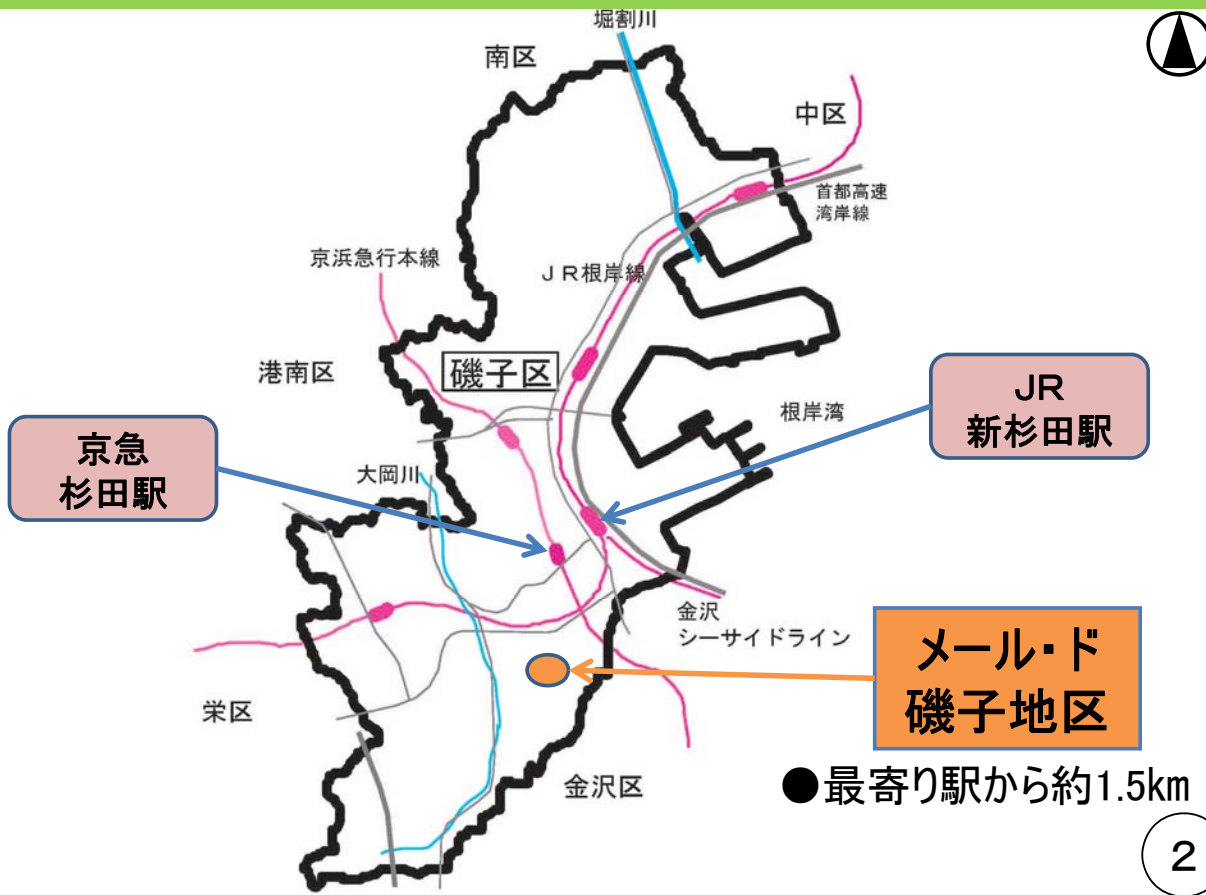 堀割川
南区
中区
首都高速
湾岸線
京浜急行本線
ＪＲ根岸線
港南区
磯子区
JR
新杉田駅
根岸湾
京急
杉田駅
大岡川
金沢
シーサイドライン
メール・ド
磯子地区
栄区
金沢区
●最寄り駅から約1.5km
2